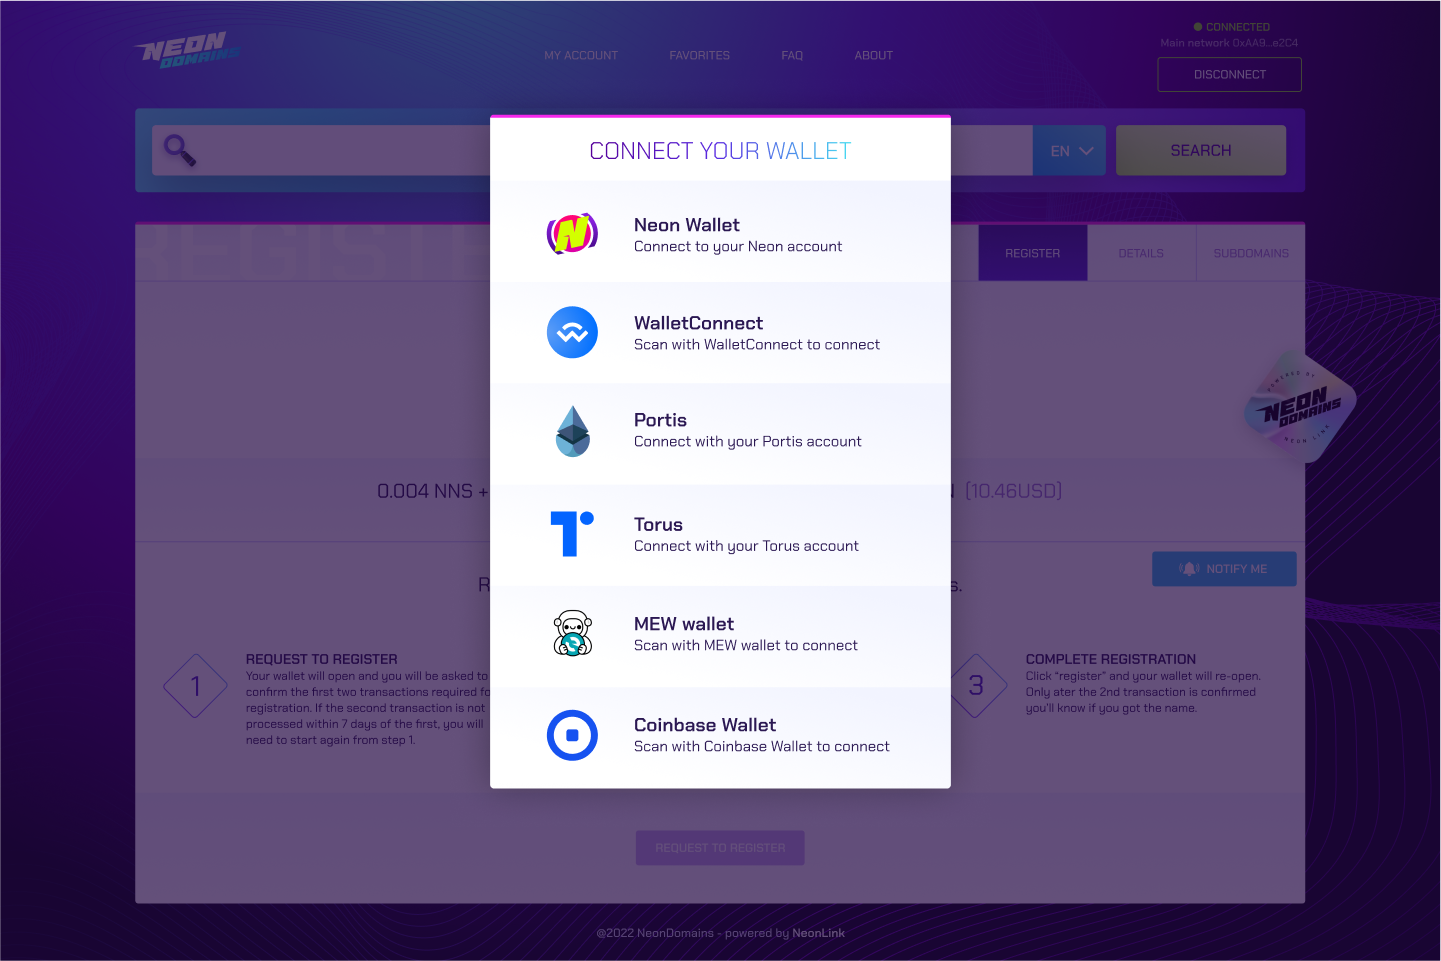 NEON
DOMAINS
MY ACCOUNT
FAVORITES
FAQ
ABOUT
CONNECTED
Main network 0xAA9...e2C4
DISCONNECT
EN
SEARCH
CONNECT YOUR WALLET
REGISTER
DETAILS
SUBDOMAINS
Neon Wallet
Connect to your Neon account
WalletConnect
Scan with WalletConnect to connect
Portis
Connect with your Portis account
POWERED BY
NEON
DOMAINS
NEON LINK
0.004 NNS +
(10.46USD)
Torus
Connect with your Torus account
NOTIFY ME
MEW wallet
Scan with MEW wallet to connect
1
REQUEST TO REGISTER
Your wallet will open and you will be asked to
confirm the first two transactions required
registration. If the second transaction is not
processed within 7 days of the first, you will
need to start again from step 1.
3
COMPLETE REGISTRATION
Click “register” and your wallet will re-open.
Only ater the 2nd transaction is confirmed
you’ll know if you got the name.
Coinbase Wallet
Scan with Coinbase Wallet to connect
REQUEST TO REGISTER
@2022 NeonDomains - powered by NeonLink